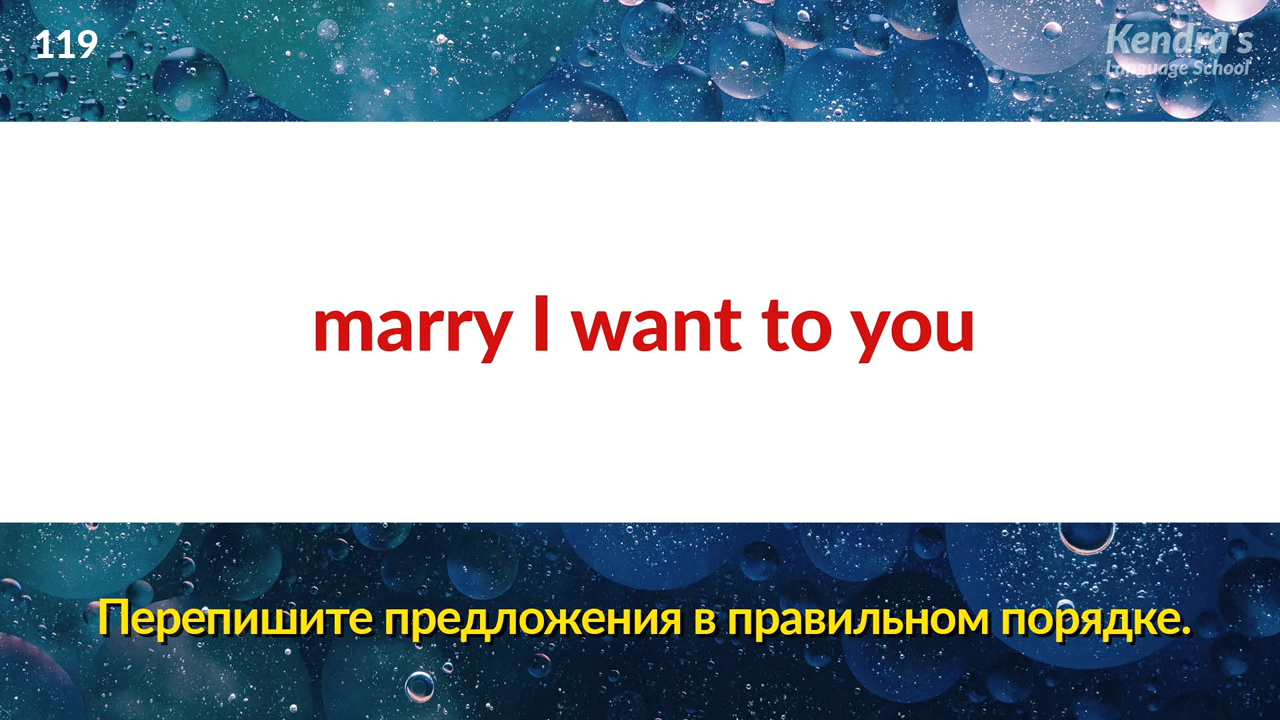 119
Kendra's
Language School
marry I want to you
Перепишите предложения в правильном порядке.